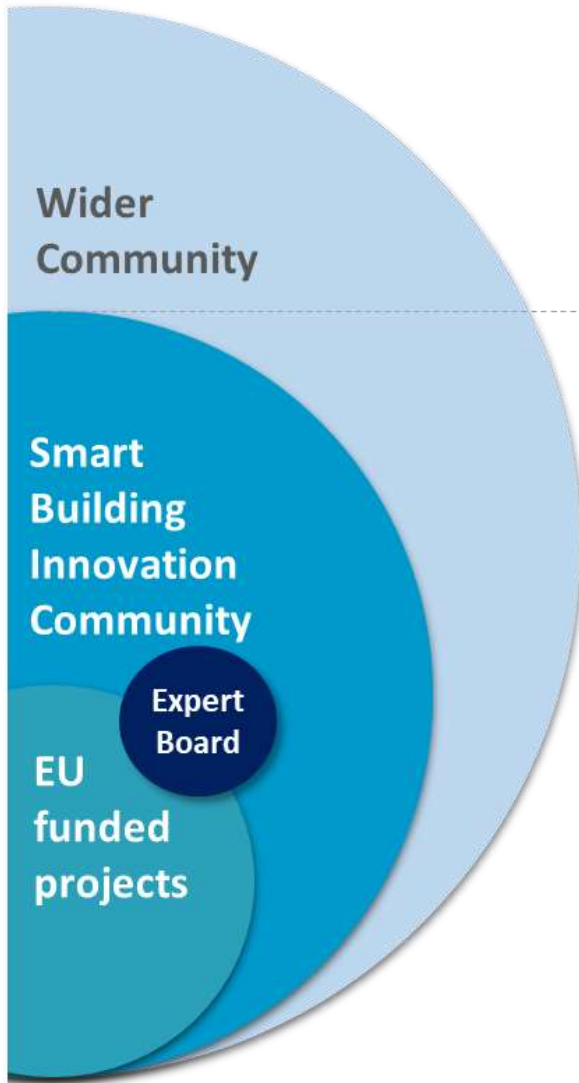 Wider
Community
Smart
Building
Innovation
Community
Expert
Board
EU
funded
projects